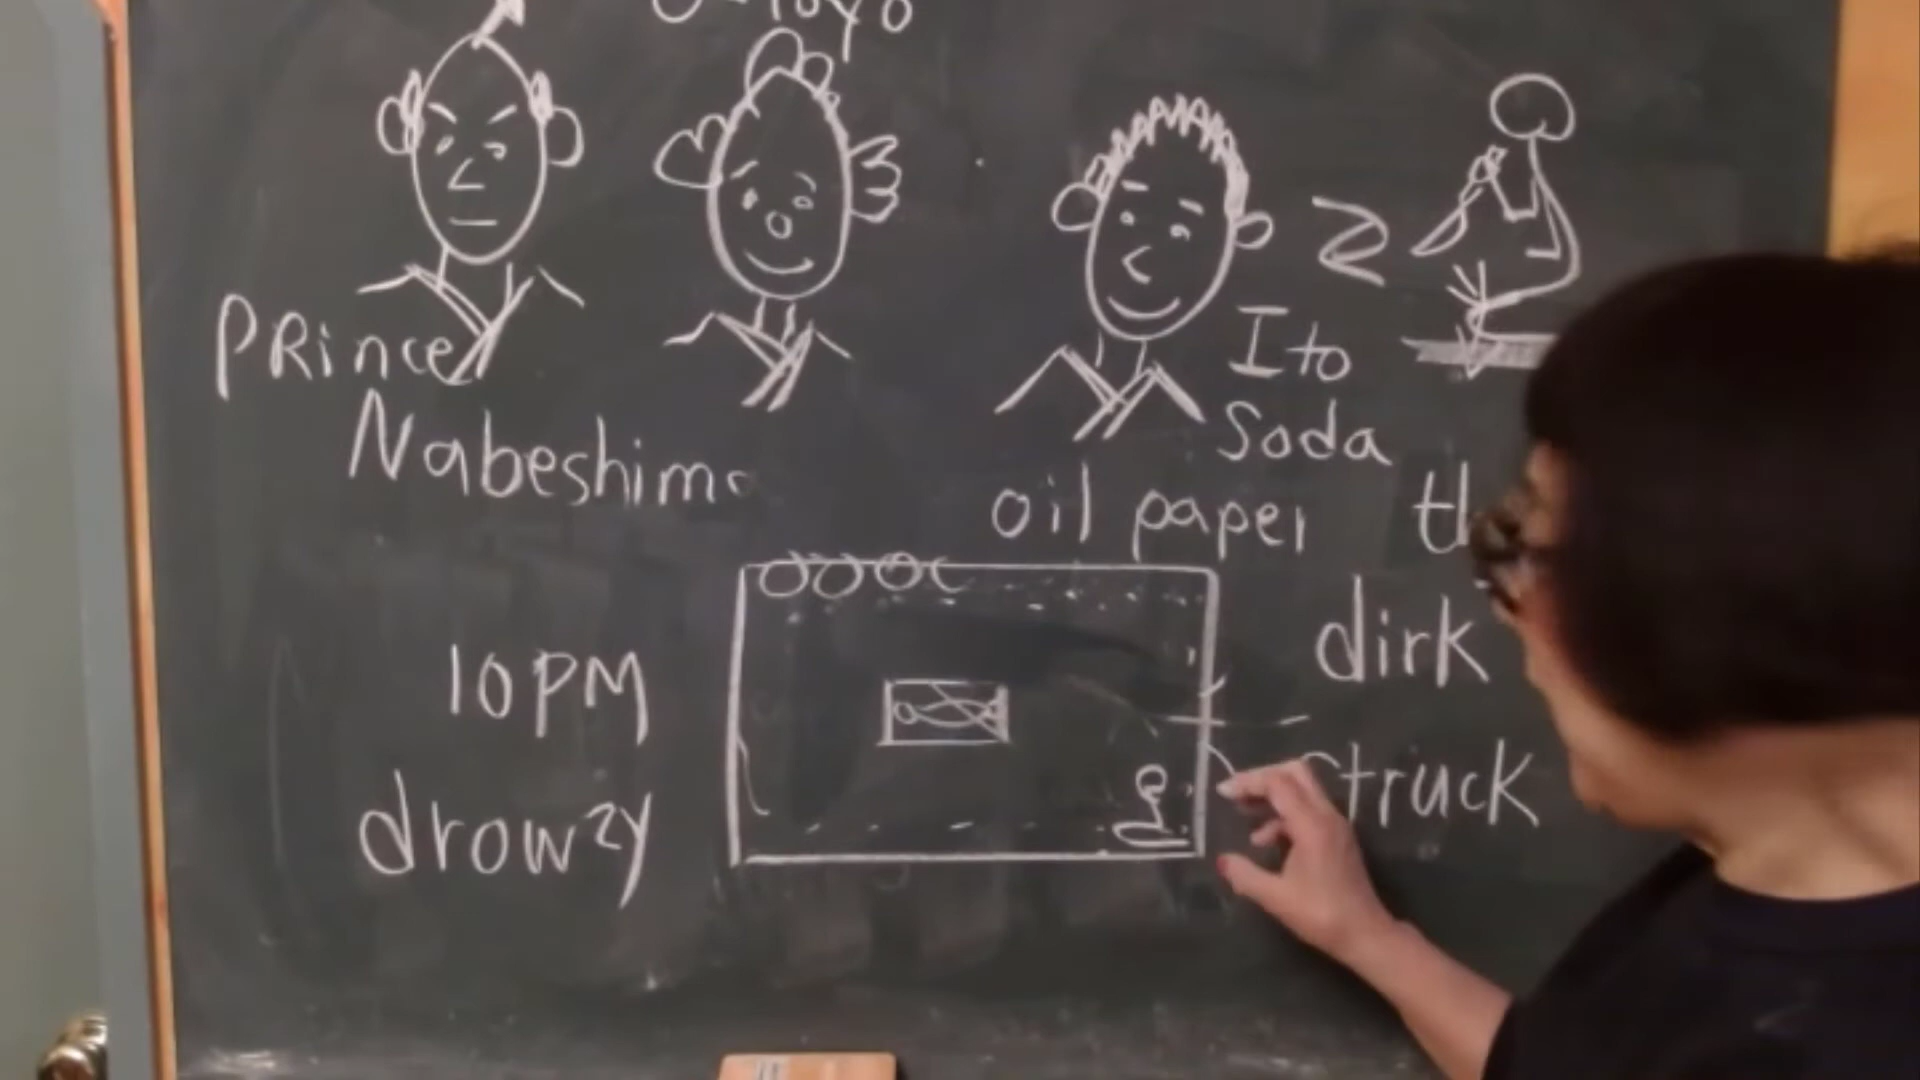 PRince
Nabeshima
Ito
Soda
oil paper
10PM
drowzy
dirk
struck